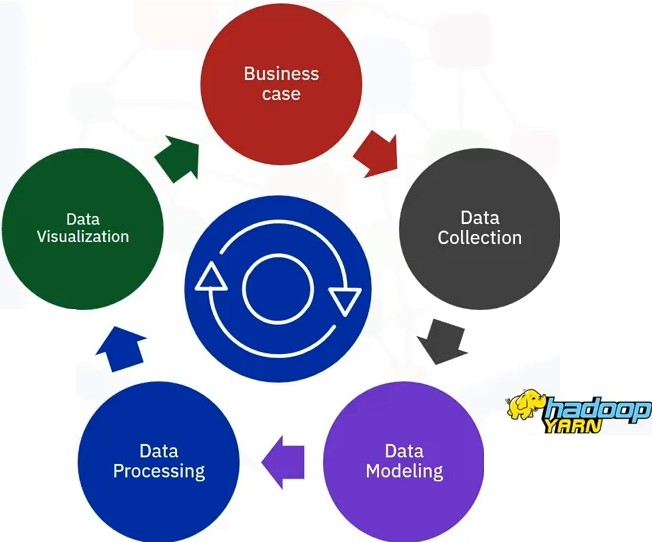 Business
case
Data
Collection
Data
Modeling
Data
Processing
Data
Visualization
hadoop
YARN